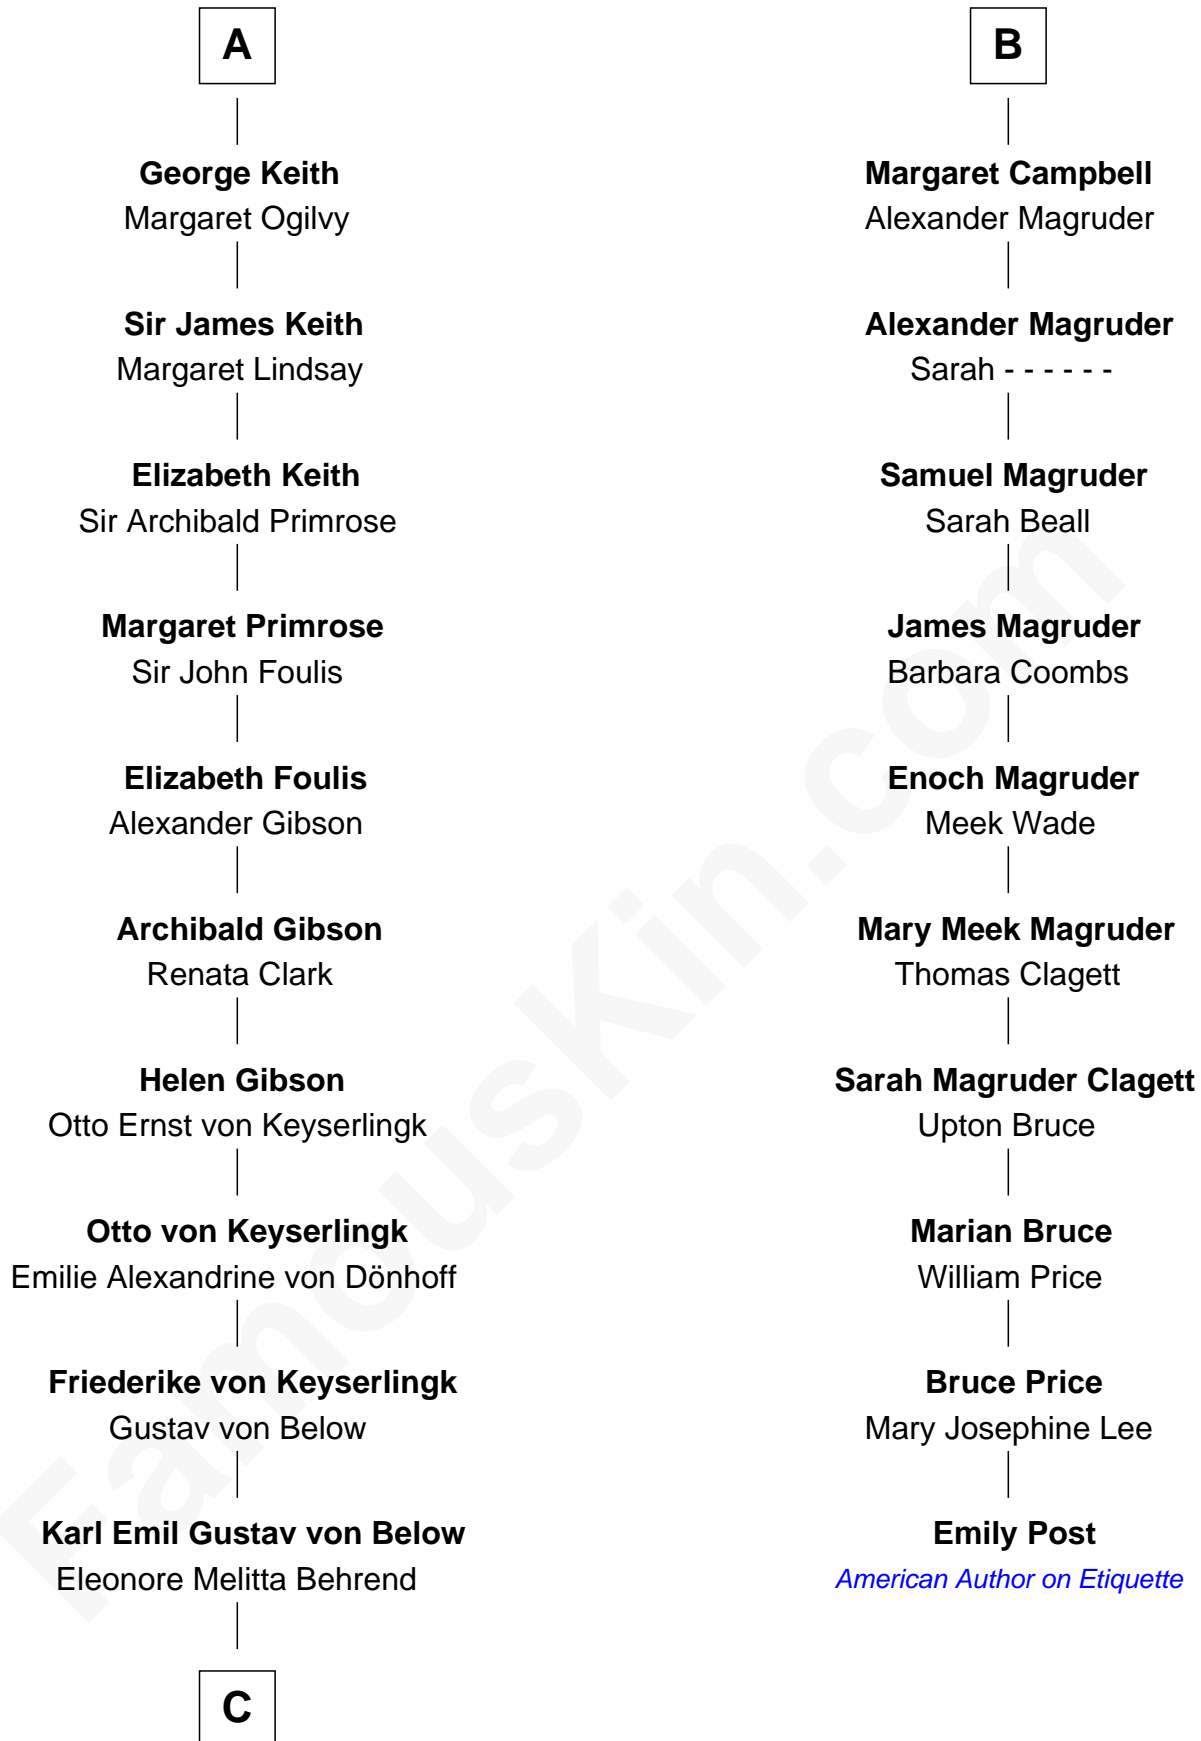 A
George Keith
Margaret Ogilvy
Sir James Keith
Margaret Lindsay
Elizabeth Keith
Sir Archibald Primrose
Margaret Primrose
Sir John Foulis
Elizabeth Foulis
Alexander Gibson
Archibald Gibson
Renata Clark
Helen Gibson
Otto Ernst von Keyserlingk
Otto von Keyserlingk
Emilie Alexandrine von Dönhoff
Friederike von Keyserlingk
Gustav von Below
Karl Emil Gustav von Below
Eleonore Melitta Behrend
C
B
Margaret Campbell
Alexander Magruder
Alexander Magruder
Sarah - - - - - -
Samuel Magruder
Sarah Beall
James Magruder
Barbara Coombs
Enoch Magruder
Meek Wade
Mary Meek Magruder
Thomas Clagett
Sarah Magruder Clagett
Upton Bruce
Marian Bruce
William Price
Bruce Price
Mary Josephine Lee
Emily Post
American Author on Etiquette
FamousKin.com